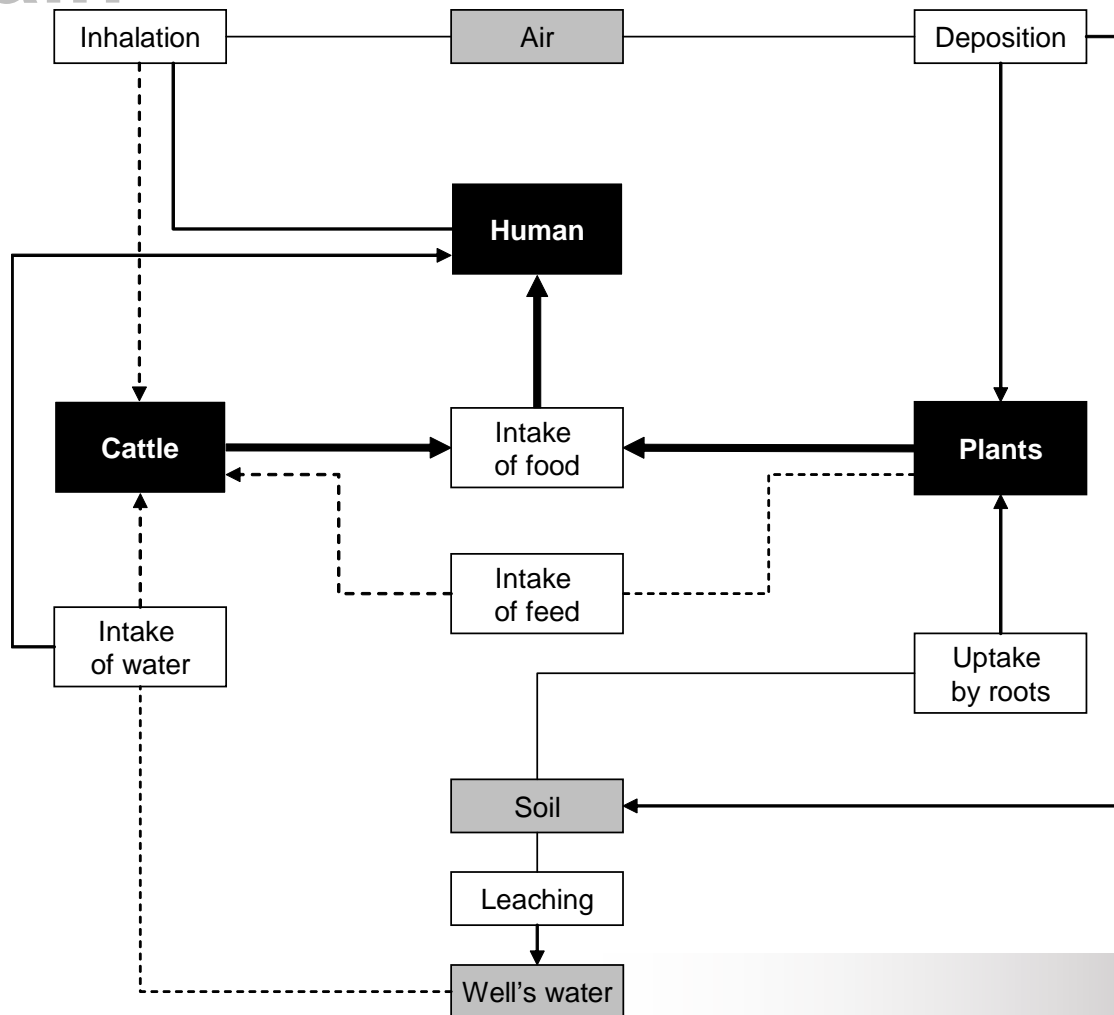 Inhalation
Air
Deposition
Human
Cattle
Intake
of food
Plants
Intake
of feed
Intake
of water
Uptake
by roots
Soil
Leaching
Well's water